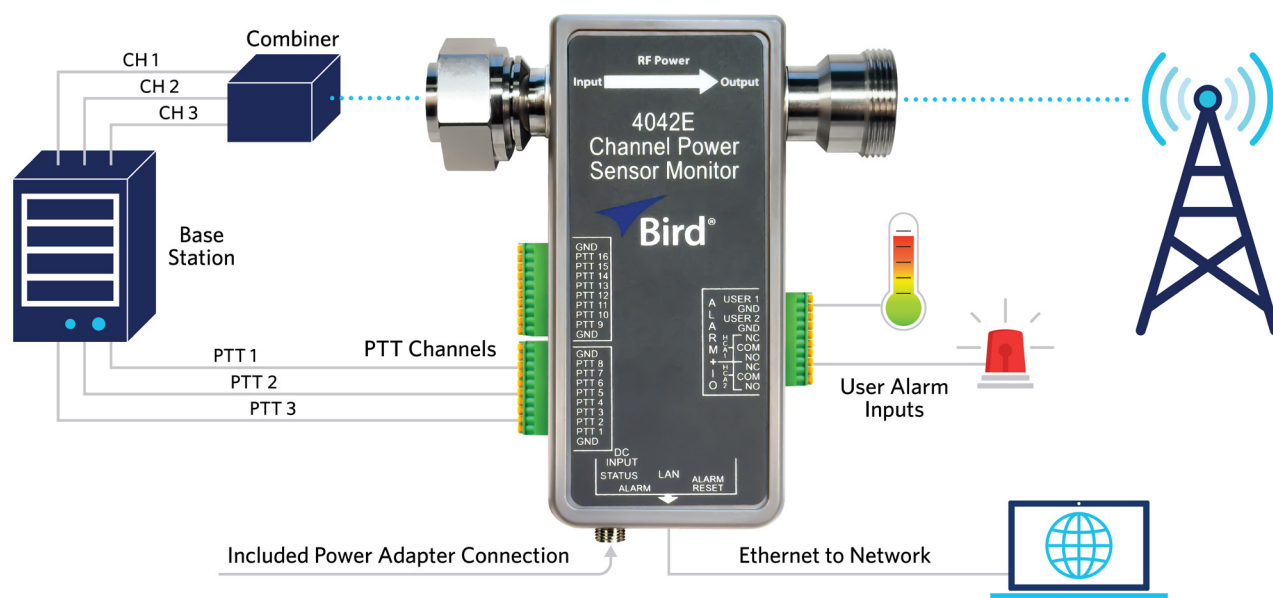 Combiner
CH 1
CH 2
CH 3
RF Power
Input
Output
4042E
Channel Power
Sensor Monitor
Bird®
Base
Station
GND
PTT 16
PTT 15
PTT 14
PTT 13
PTT 12
PTT 11
PTT 10
PTT 9
GND
PTT Channels
PTT 1
PTT 2
PTT 3
GND
PTT 8
PTT 7
PTT 6
PTT 5
PTT 4
PTT 3
PTT 2
PTT 1
GND
ALARM + IO
USER 1
GND
USER 2
GND
HCA1
NC
COM
NO
HCA2
NC
COM
NO
User Alarm
Inputs
DC
INPUT
STATUS
ALARM
LAN
ALARM
RESET
Included Power Adapter Connection
Ethernet to Network